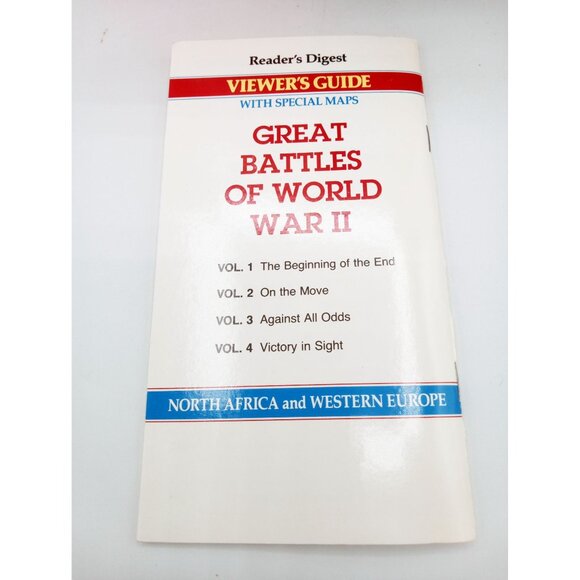 Reader's Digest
VIEWER'S GUIDE
WITH SPECIAL MAPS
GREAT
BATTLES
OF WORLD
WAR II
VOL. 1 The Beginning of the End
VOL. 2 On the Move
VOL. 3 Against All Odds
VOL. 4 Victory in Sight
NORTH AFRICA and WESTERN EUROPE